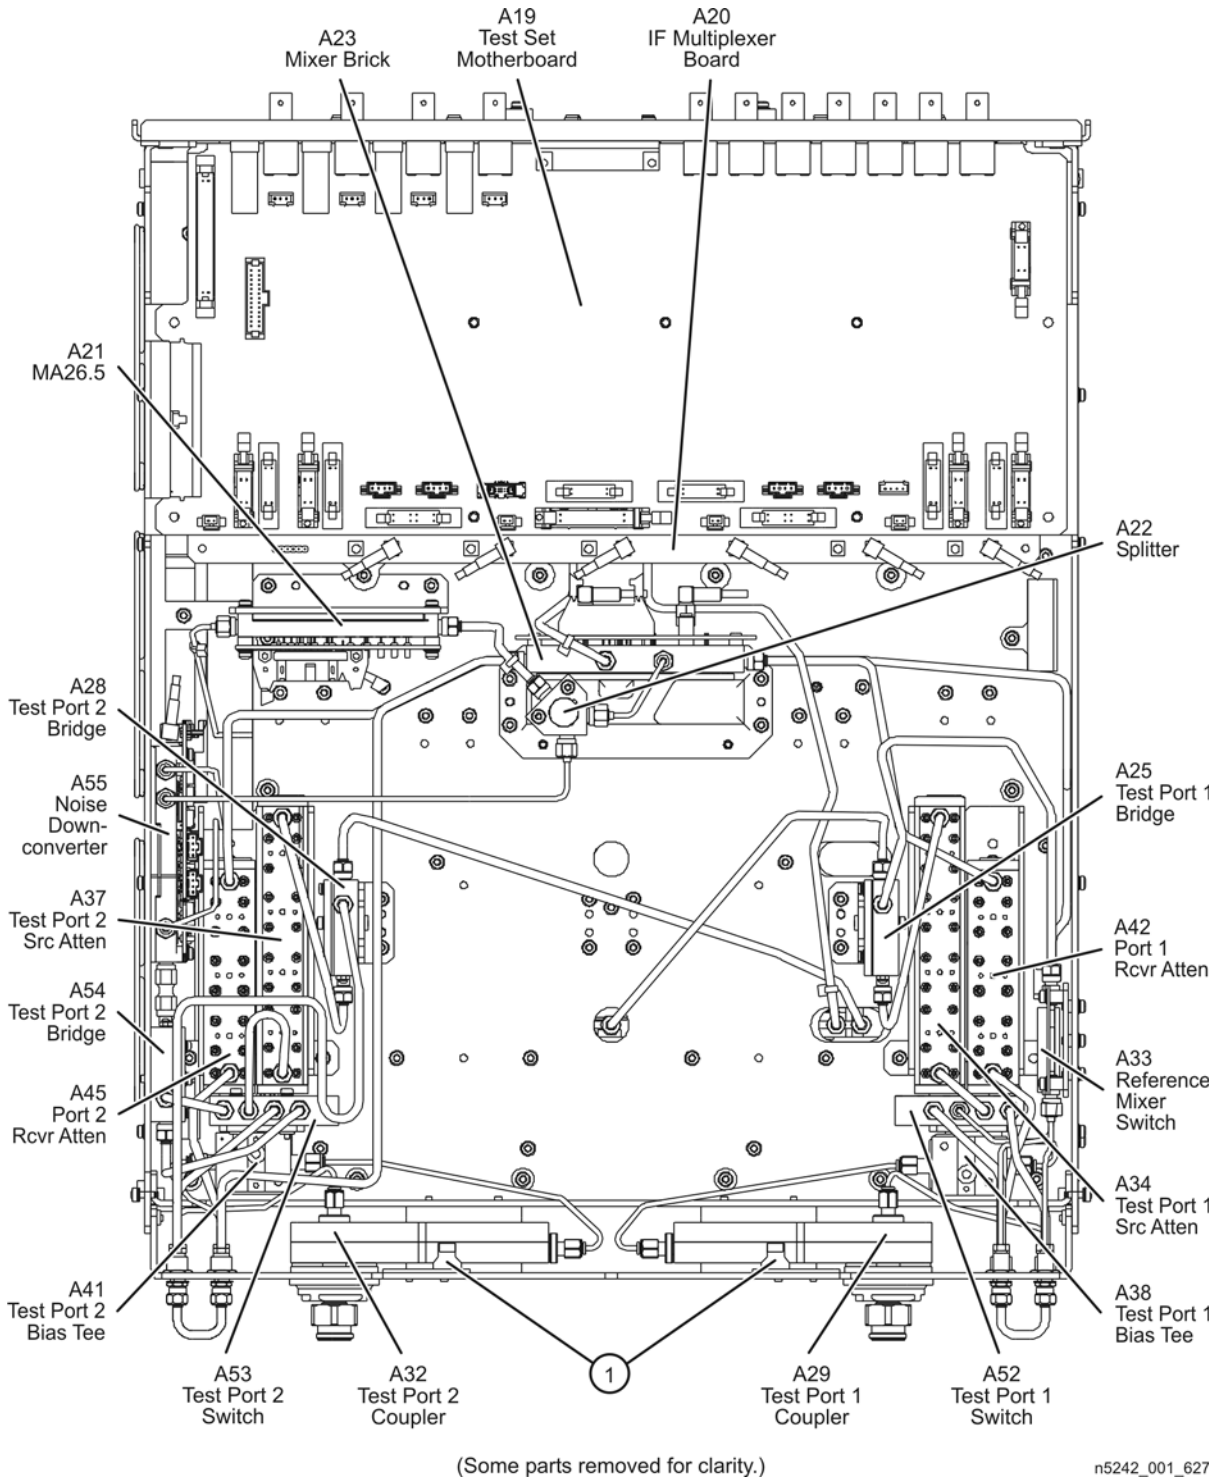 A19
Test Set
Motherboard
A20
IF Multiplexer
Board
A23
Mixer Brick
A21
MA26.5
A22
Splitter
A28
Test Port 2
Bridge
A55
Noise
Down-
converter
A37
Test Port 2
Src Atten
A54
Test Port 2
Bridge
A45
Port 2
Rcvr Atten
A41
Test Port 2
Bias Tee
A25
Test Port 1
Bridge
A42
Port 1
Rcvr Atten
A33
Reference
Mixer
Switch
A34
Test Port 1
Src Atten
A38
Test Port 1
Bias Tee
A53
Test Port 2
Switch
A32
Test Port 2
Coupler
1
A29
Test Port 1
Coupler
A52
Test Port 1
Switch
(Some parts removed for clarity.)
n5242_001_627